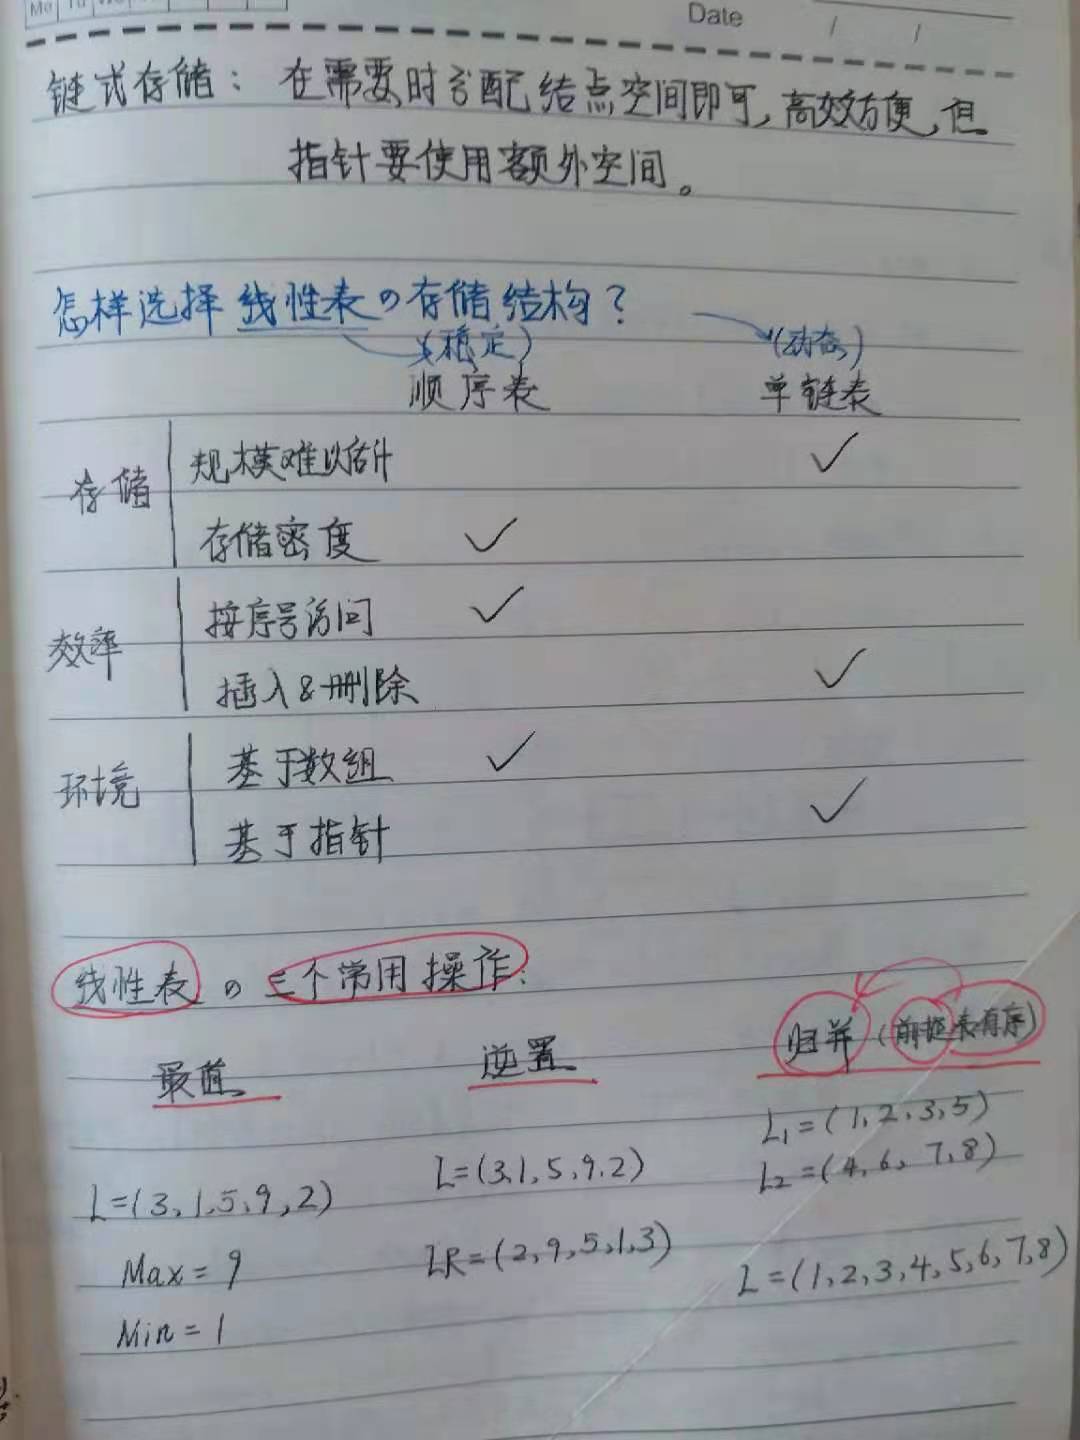 Mo Tu We
Date / /
链式存储：在需要时分配结点空间即可，高效方便，但
指针要使用额外空间。
怎样选择线性表の存储结构？
(稳定) (动态)
顺序表 单链表
存储 规模难以估计 ✓
存储密度 ✓
效率 按序号访问 ✓
插入&删除 ✓
环境 基于数组 ✓
基于指针 ✓
线性表の三个常用操作：
最值 逆置 归并（前提表有序）
L=(3,1,5,9,2)
Max=9
Min=1
L=(3,1,5,9,2)
LR=(2,9,5,1,3)
L1=(1,2,3,5)
L2=(4,6,7,8)
L=(1,2,3,4,5,6,7,8)